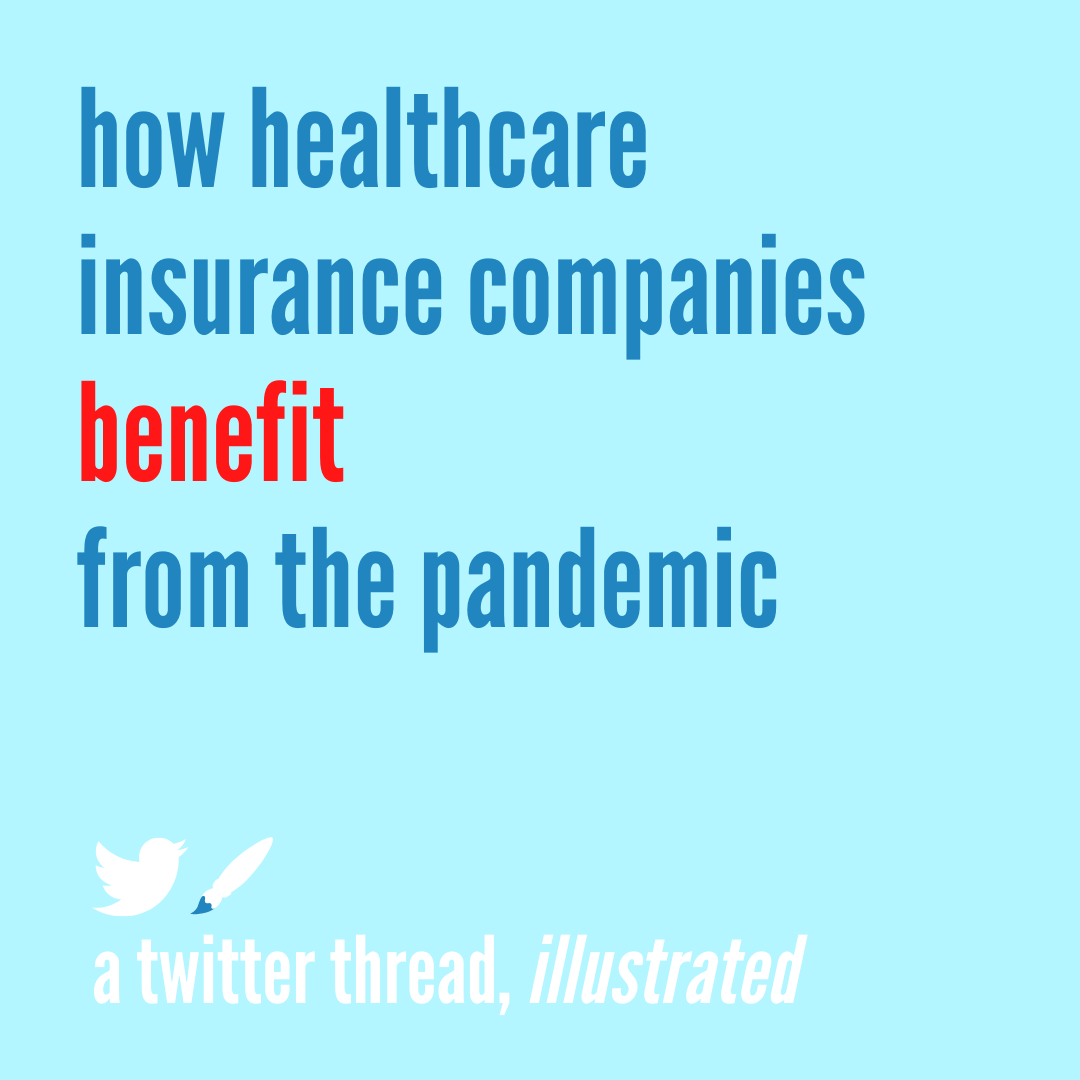 how healthcare
insurance companies
benefit
from the pandemic
a twitter thread, illustrated